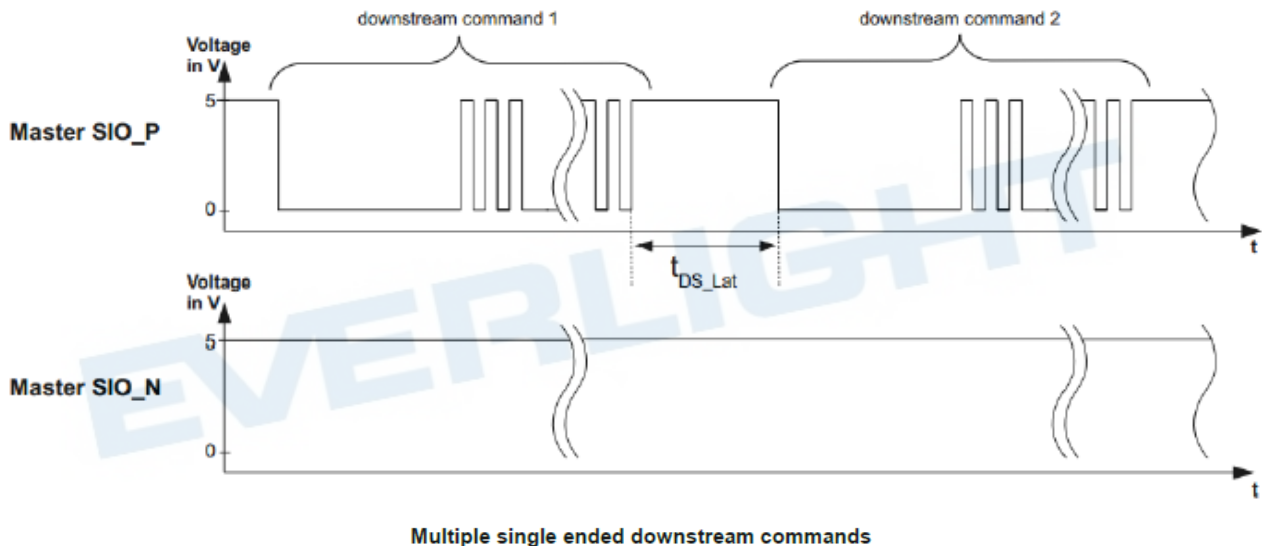 downstream command 1
downstream command 2
Voltage
in V
5
Master SIO_P
0
t
tDS_Lat
Voltage
in V
5
Master SIO_N
0
t
EVERLIGHT
Multiple single ended downstream commands